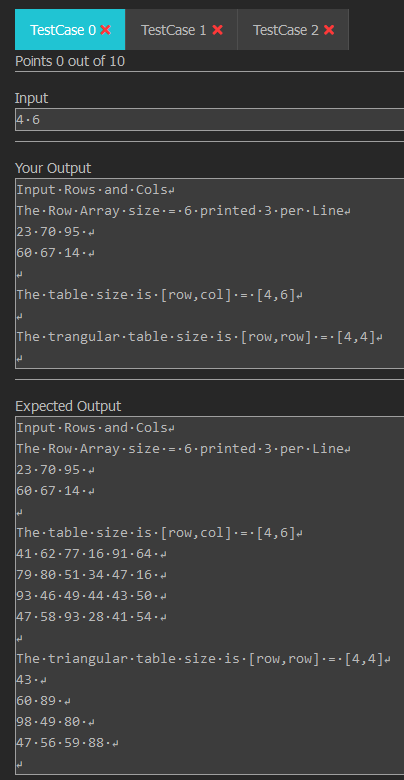 TestCase 0 ❌ TestCase 1 ❌ TestCase 2 ❌
Points 0 out of 10
Input
4·6
Your Output
Input·Rows·and·Cols↲
The·Row·Array·size·=·6·printed·3·per·Line↲
23·70·95·↲
60·67·14·↲
↲
The·table·size·is·[row,col]·=·[4,6]↲
↲
The·trangular·table·size·is·[row,row]·=·[4,4]↲
↲
Expected Output
Input·Rows·and·Cols↲
The·Row·Array·size·=·6·printed·3·per·Line↲
23·70·95·↲
60·67·14·↲
↲
The·table·size·is·[row,col]·=·[4,6]↲
41·62·77·16·91·64·↲
79·80·51·34·47·16·↲
93·46·49·44·43·50·↲
47·58·93·28·41·54·↲
↲
The·triangular·table·size·is·[row,row]·=·[4,4]↲
43·↲
60·89·↲
98·49·80·↲
47·56·59·88·↲
↲